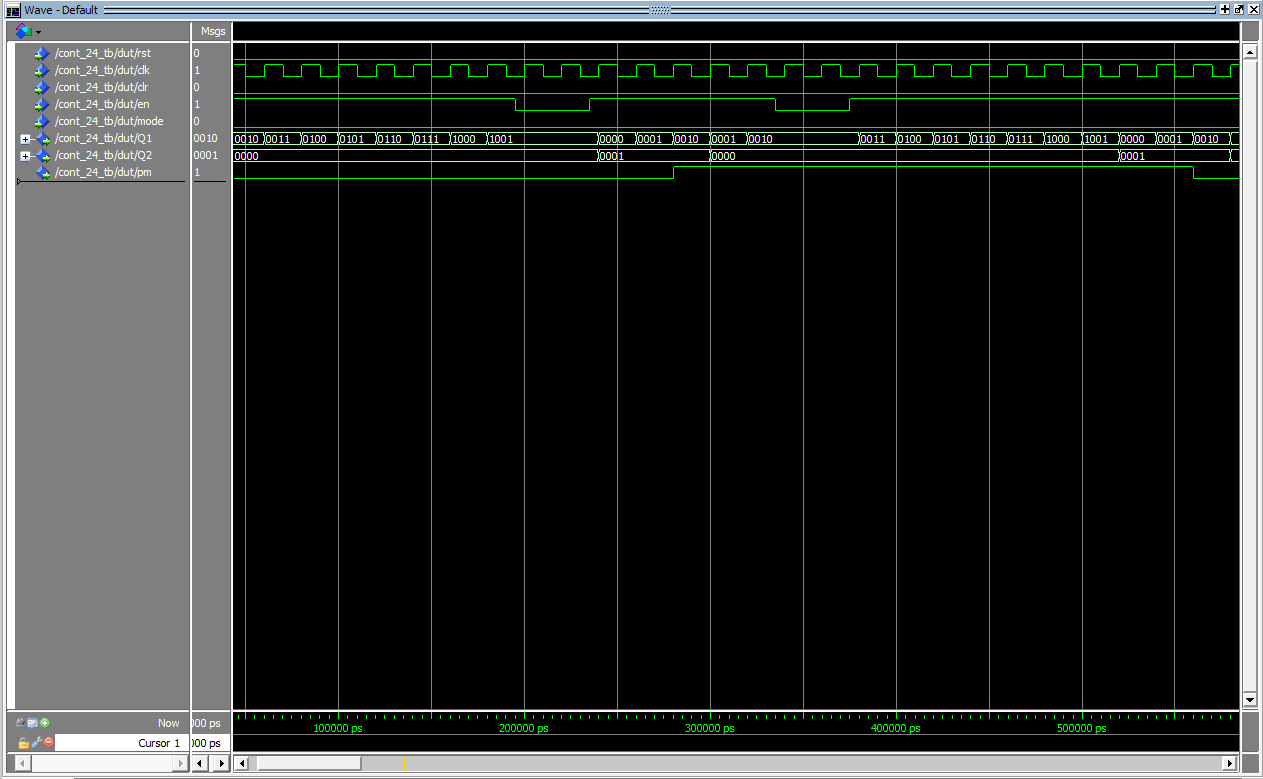 Wave - Default
Msgs
/cont_24_tb/dut/rst 0
/cont_24_tb/dut/clk 1
/cont_24_tb/dut/clr 0
/cont_24_tb/dut/en 1
/cont_24_tb/dut/mode 0
/cont_24_tb/dut/Q1 0010 0010 0011 0100 0101 0110 0111 1000 1001 0000 0001 0010 0001 0010 0011 0100 0101 0110 0111 1000 1001 0000 0001 0010
/cont_24_tb/dut/Q2 0001 0000 0001 0000 0001
/cont_24_tb/dut/pm 1
Now 000 ps 100000 ps 200000 ps 300000 ps 400000 ps 500000 ps
Cursor 1 000 ps